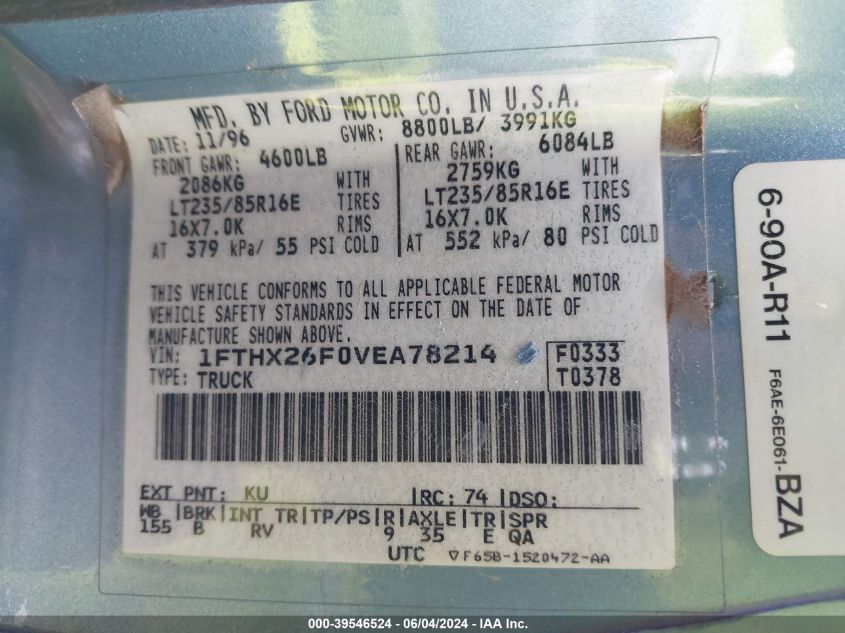 MFD. BY FORD MOTOR CO. IN U.S.A.
DATE: 11/96 GVWR: 8800LB/ 3991KG
FRONT GAWR: 4600LB REAR GAWR: 6084LB
2086KG WITH 2759KG WITH
LT235/85R16E TIRES LT235/85R16E TIRES
16X7.0K RIMS 16X7.0K RIMS
AT 379 kPa/ 55 PSI COLD AT 552 kPa/ 80 PSI COLD
THIS VEHICLE CONFORMS TO ALL APPLICABLE FEDERAL MOTOR
VEHICLE SAFETY STANDARDS IN EFFECT ON THE DATE OF
MANUFACTURE SHOWN ABOVE.
VIN: 1FTHX26F0VEA78214 F0333
TYPE: TRUCK T0378
EXT PNT: KU RC: 74 DSO:
WB BRK INT TR TP/PS R AXLE TR SPR
155 B RV 9 35 E QA
UTC ▽F65B-1520472-AA
6-90A-R11 F6AE-6E061-BZA
000-39546524 - 06/04/2024 - IAA Inc.